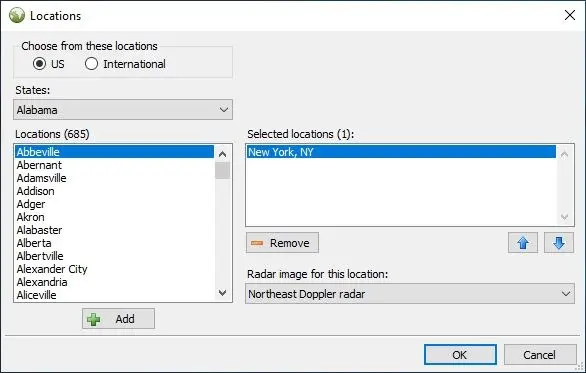 Locations
Choose from these locations
US
International
States:
Alabama
Locations (685)
Abbeville
Abernant
Adamsville
Addison
Adger
Akron
Alabaster
Alberta
Albertville
Alexander City
Alexandria
Aliceville
Add
Selected locations (1):
New York, NY
Remove
Radar image for this location:
Northeast Doppler radar
OK
Cancel